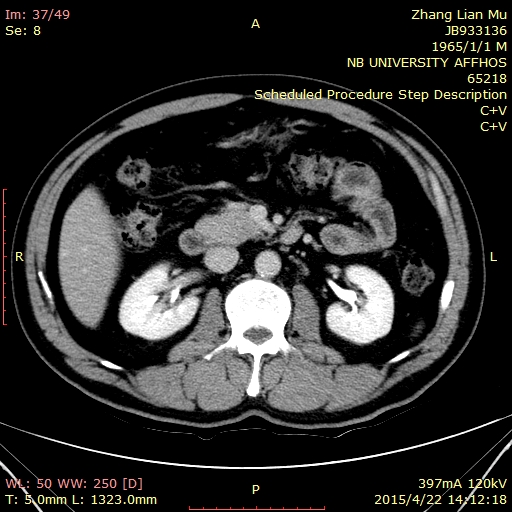 Im: 37/49
Se: 8
A
Zhang Lian Mu
JB933136
1965/1/1 M
NB UNIVERSITY AFFHOS
65218
Scheduled Procedure Step Description
C+V
C+V
R
L
WL: 50 WW: 250 [D]
T: 5.0mm L: 1323.0mm
P
397mA 120kV
2015/4/22 14:12:18